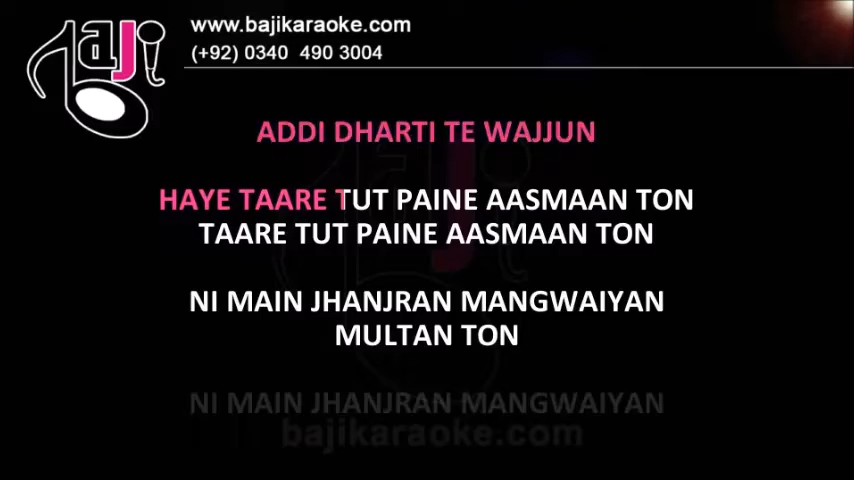 www.bajikaraoke.com
(+92) 0340 490 3004
Baji
ADDI DHARTI TE WAJJUN
HAYE TAARE TUT PAINE AASMAAN TON
TAARE TUT PAINE AASMAAN TON
NI MAIN JHANJRAN MANGWAIYAN
MULTAN TON
NI MAIN JHANJRAN MANGWAIYAN
bajikaraoke.com